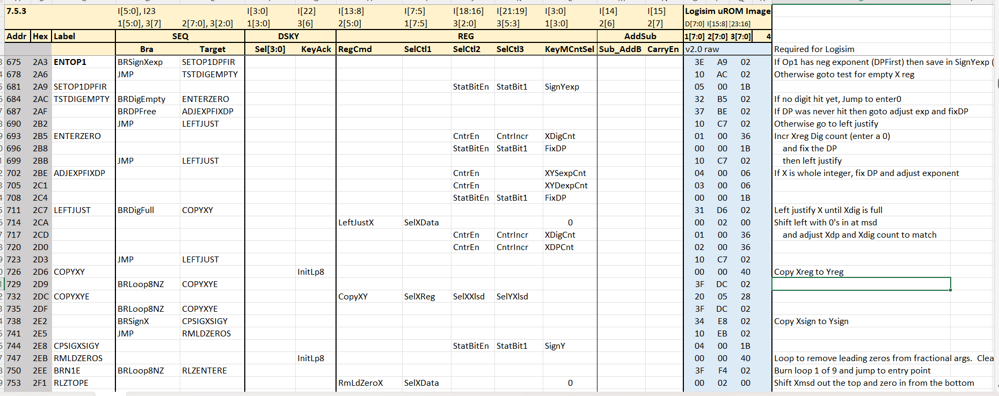 7.5.3 I[5:0], I23 I[3:0] I[22] I[13:8] I[7:5] I[18:16] I[21:19] I[3:0] I[14] I[15] Logisim uROM Image
1[5:0], 3[7] 2[7:0], 3[2:0] 1[3:0] 3[6] 2[5:0] 1[7:5] 3[2:0] 3[5:3] 1[3:0] 2[6] 2[7] D[7:0] I[15:8] [23:16]
Addr Hex Label SEQ DSKY REG AddSub 1[7:0] 2[7:0] 3[7:0] 4
Bra Target Sel[3:0] KeyAck RegCmd SelCtl1 SelCtl2 SelCtl3 KeyMCntSel Sub_AddB CarryEn v2.0 raw Required for Logisim
675 2A3 ENTOP1 BRSignXexp SETOP1DPFIR 3E A9 02 If Op1 has neg exponent (DPFirst) then save in SignYexp (
678 2A6 JMP TSTDIGEMPTY 10 AC 02 Otherwise goto test for empty X reg
681 2A9 SETOP1DPFIR StatBitEn StatBit1 SignYexp 05 00 1B
684 2AC TSTDIGEMPTY BRDigEmpty ENTERZERO 32 B5 02 If no digit hit yet, Jump to enter0
687 2AF BRDPFree ADJEXPFIXDP 37 BE 02 If DP was never hit then goto adjust exp and fixDP
690 2B2 JMP LEFTJUST 10 C7 02 Otherwise go to left justify
693 2B5 ENTERZERO CntrEn CntrIncr XDigCnt 01 00 36 Incr Xreg Dig count (enter a 0)
696 2B8 StatBitEn StatBit1 FixDP 00 00 1B and fix the DP
699 2BB JMP LEFTJUST 10 C7 02 then left justify
702 2BE ADJEXPFIXDP CntrEn XYSexpCnt 04 00 06 If X is whole integer, fix DP and adjust exponent
705 2C1 CntrEn XYDexpCnt 03 00 06
708 2C4 StatBitEn StatBit1 FixDP 00 00 1B
711 2C7 LEFTJUST BRDigFull COPYXY 31 D6 02 Left justify X until Xdig is full
714 2CA LeftJustX SelXData 0 00 02 00 Shift left with 0's in at msd
717 2CD CntrEn CntrIncr XDigCnt 01 00 36 and adjust Xdp and Xdig count to match
720 2D0 CntrEn CntrIncr XDPCnt 02 00 36
723 2D3 JMP LEFTJUST 10 C7 02
726 2D6 COPYXY InitLp8 00 00 40 Copy Xreg to Yreg
729 2D9 BRLoop8NZ COPYXYE 3F DC 02
732 2DC COPYXYE CopyXY SelXReg SelXXlsd SelYXlsd 20 05 28
735 2DF BRLoop8NZ COPYXYE 3F DC 02
738 2E2 BRSignX CPSIGXSIGY 34 E8 02 Copy Xsign to Ysign
741 2E5 JMP RMLDZEROS 10 EB 02
744 2E8 CPSIGXSIGY StatBitEn StatBit1 SignY 04 00 1B
747 2EB RMLDZEROS InitLp8 00 00 40 Loop to remove leading zeros from fractional args. Clea
750 2EE BRN1E BRLoop8NZ RLZENTERE 3F F4 02 Burn loop 1 of 9 and jump to entry point
753 2F1 RLZTOPE RmLdZeroX SelXData 0 00 02 00 Shift Xmsd out the top and zero in from the bottom